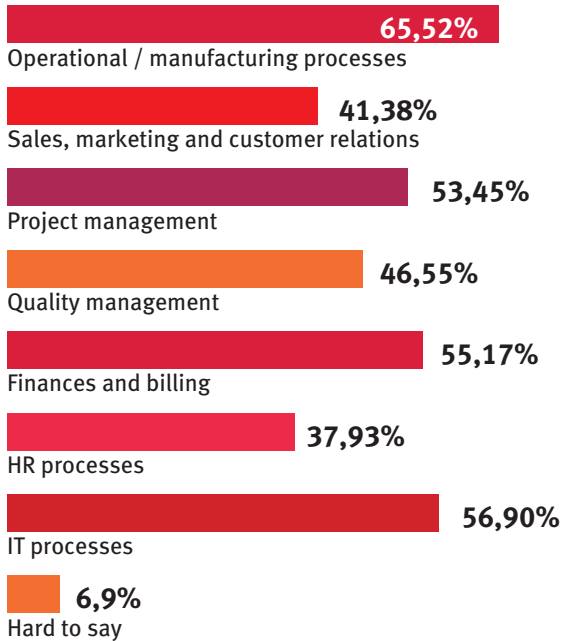 65,52%
Operational / manufacturing processes
41,38%
Sales, marketing and customer relations
53,45%
Project management
46,55%
Quality management
55,17%
Finances and billing
37,93%
HR processes
56,90%
IT processes
6,9%
Hard to say